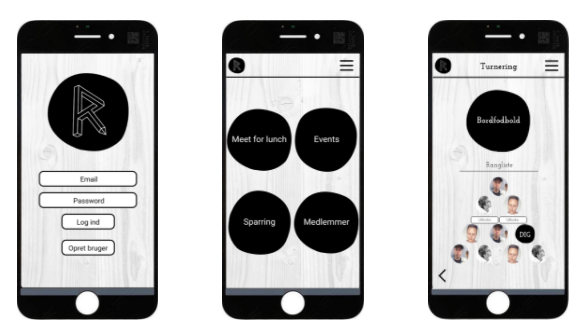 R
Email
Password
Log ind
Opret bruger
Meet for lunch
Events
Sparring
Medlemmer
Turnering
Bordfodbold
Rangliste
DIG